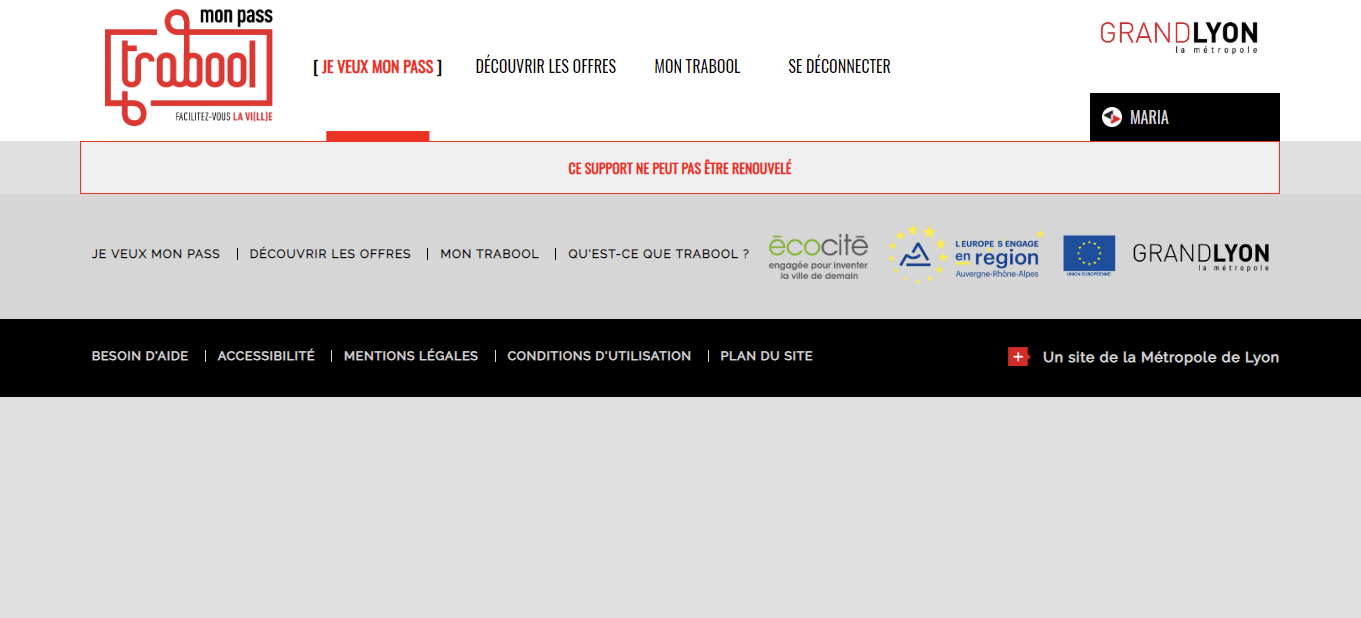 mon pass
trabool
FACILITEZ-VOUS LA VI(LL)E
[ JE VEUX MON PASS ]
DÉCOUVRIR LES OFFRES
MON TRABOOL
SE DÉCONNECTER
GRANDLYON
la métropole
MARIA
CE SUPPORT NE PEUT PAS ÊTRE RENOUVELÉ
JE VEUX MON PASS
DÉCOUVRIR LES OFFRES
MON TRABOOL
QU'EST-CE QUE TRABOOL ?
écocité
engagée pour inventer
la ville de demain
L'EUROPE S'ENGAGE
en région
Auvergne-Rhône-Alpes
UNION EUROPÉENNE
GRANDLYON
la métropole
BESOIN D'AIDE
ACCESSIBILITÉ
MENTIONS LÉGALES
CONDITIONS D'UTILISATION
PLAN DU SITE
+ Un site de la Métropole de Lyon